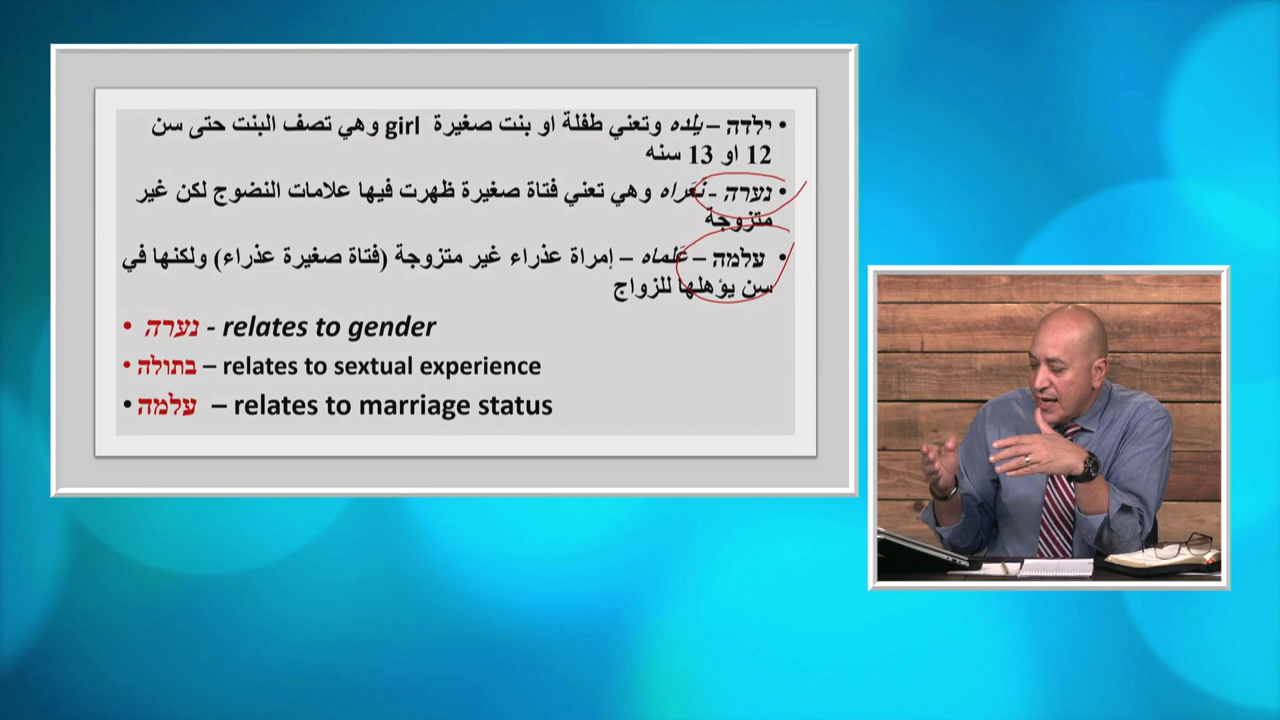 • ילדה – يلده وتعني طفلة او بنت صغيرة girl وهي تصف البنت حتى سن
12 او 13 سنه
• נערה - نَعَراه وهي تعني فتاة صغيرة ظهرت فيها علامات النضوج لكن غير
متزوجة
• עלמה – عَلماه – إمراة عذراء غير متزوجة (فتاة صغيرة عذراء) ولكنها في
سن يؤهلها للزواج
• נערה - relates to gender
• בתולה – relates to sextual experience
• עלמה – relates to marriage status